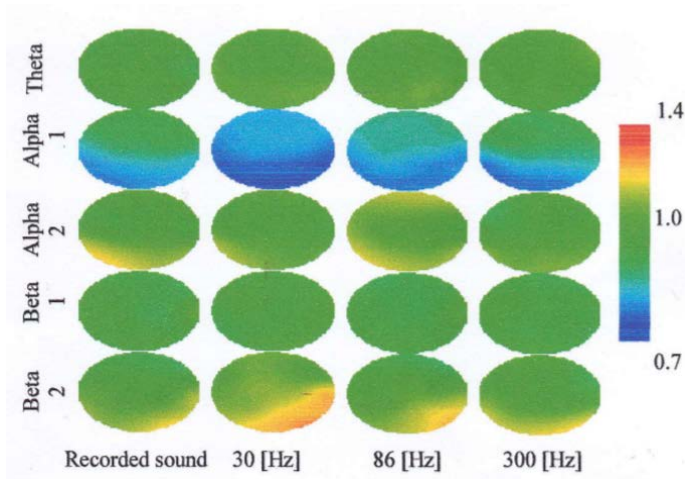 Theta
Alpha
1
Alpha
2
Beta
1
Beta
2
1.4
1.0
0.7
Recorded sound
30 [Hz]
86 [Hz]
300 [Hz]